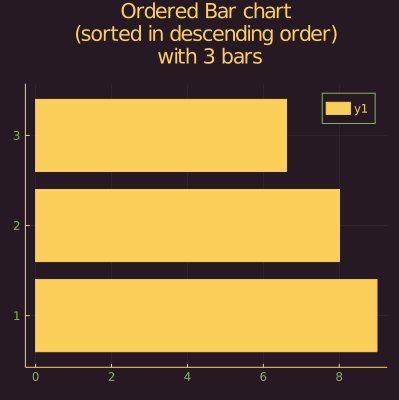 Ordered Bar chart
(sorted in descending order)
with 3 bars
y1
3
2
1
0 2 4 6 8